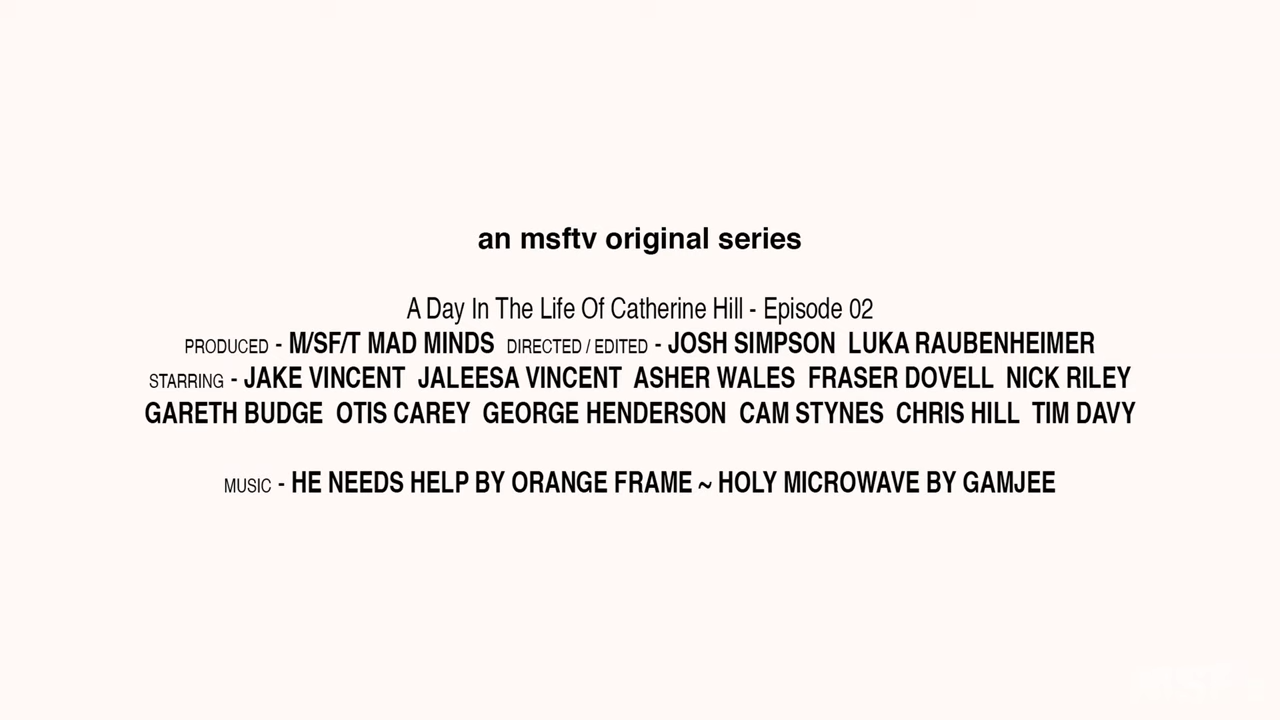 an msftv original series
A Day In The Life Of Catherine Hill - Episode 02
PRODUCED - M/SF/T MAD MINDS DIRECTED / EDITED - JOSH SIMPSON LUKA RAUBENHEIMER
STARRING - JAKE VINCENT JALEESA VINCENT ASHER WALES FRASER DOVELL NICK RILEY
GARETH BUDGE OTIS CAREY GEORGE HENDERSON CAM STYNES CHRIS HILL TIM DAVY
MUSIC - HE NEEDS HELP BY ORANGE FRAME ~ HOLY MICROWAVE BY GAMJEE